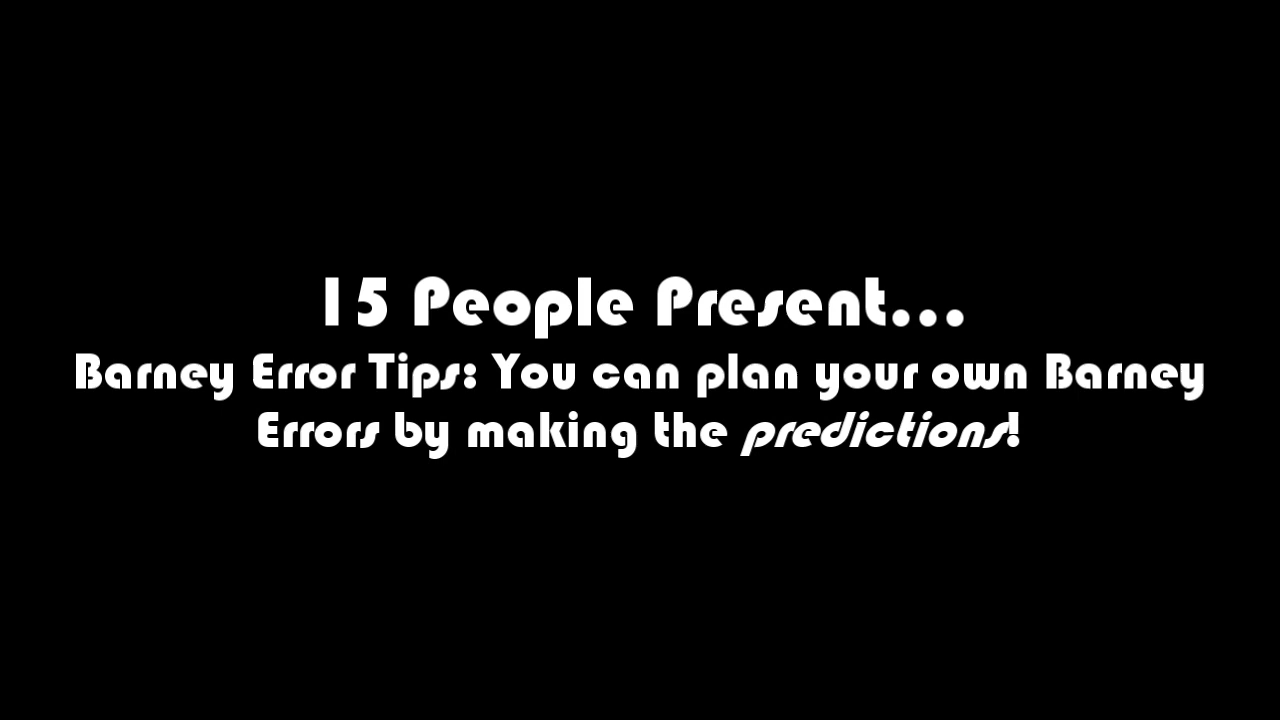 15 People Present...
Barney Error Tips: You can plan your own Barney
Errors by making the predictions!